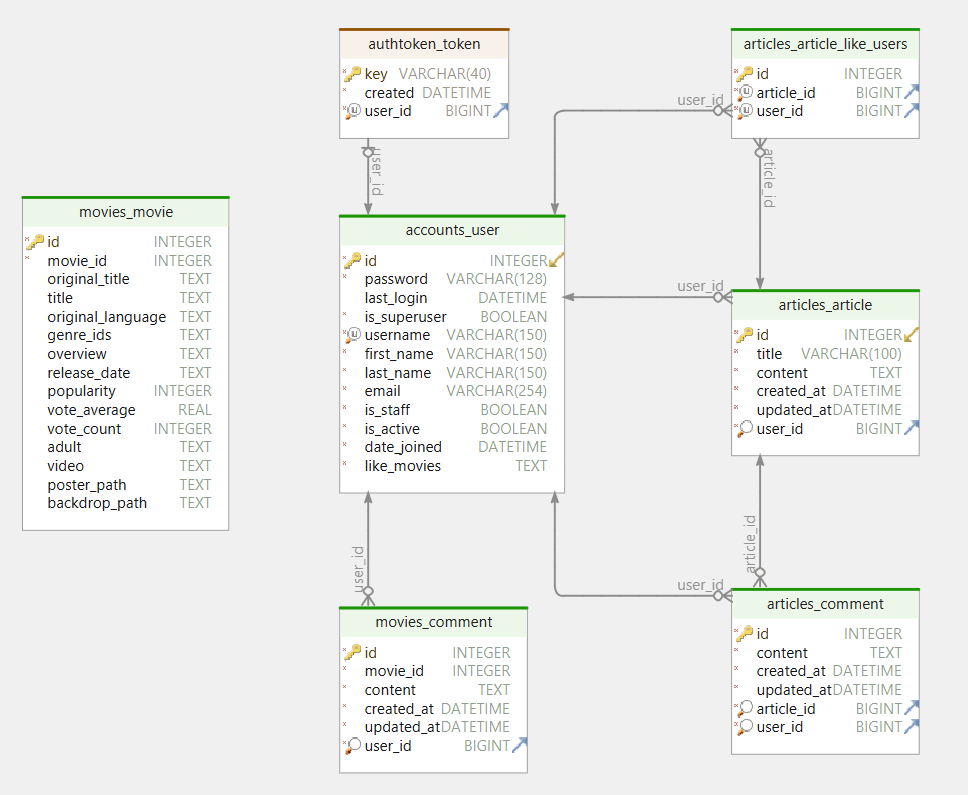 authtoken_token
key VARCHAR(40)
created DATETIME
user_id BIGINT
articles_article_like_users
id INTEGER
article_id BIGINT
user_id BIGINT
user_id
user_id
article_id
movies_movie
id INTEGER
movie_id INTEGER
original_title TEXT
title TEXT
original_language TEXT
genre_ids TEXT
overview TEXT
release_date TEXT
popularity INTEGER
vote_average REAL
vote_count INTEGER
adult TEXT
video TEXT
poster_path TEXT
backdrop_path TEXT
accounts_user
id INTEGER
password VARCHAR(128)
last_login DATETIME
is_superuser BOOLEAN
username VARCHAR(150)
first_name VARCHAR(150)
last_name VARCHAR(150)
email VARCHAR(254)
is_staff BOOLEAN
is_active BOOLEAN
date_joined DATETIME
like_movies TEXT
user_id
articles_article
id INTEGER
title VARCHAR(100)
content TEXT
created_at DATETIME
updated_at DATETIME
user_id BIGINT
user_id
article_id
user_id
movies_comment
id INTEGER
movie_id INTEGER
content TEXT
created_at DATETIME
updated_at DATETIME
user_id BIGINT
articles_comment
id INTEGER
content TEXT
created_at DATETIME
updated_at DATETIME
article_id BIGINT
user_id BIGINT